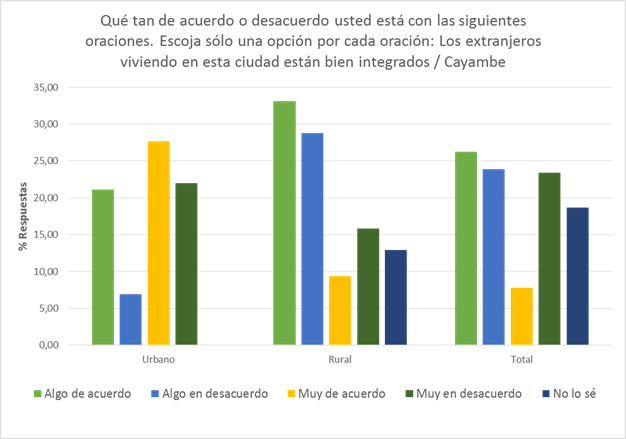 Qué tan de acuerdo o desacuerdo usted está con las siguientes
oraciones. Escoja sólo una opción por cada oración: Los extranjeros
viviendo en esta ciudad están bien integrados / Cayambe
% Respuestas
35,00
30,00
25,00
20,00
15,00
10,00
5,00
0,00
Urbano Rural Total
Algo de acuerdo Algo en desacuerdo Muy de acuerdo Muy en desacuerdo No lo sé